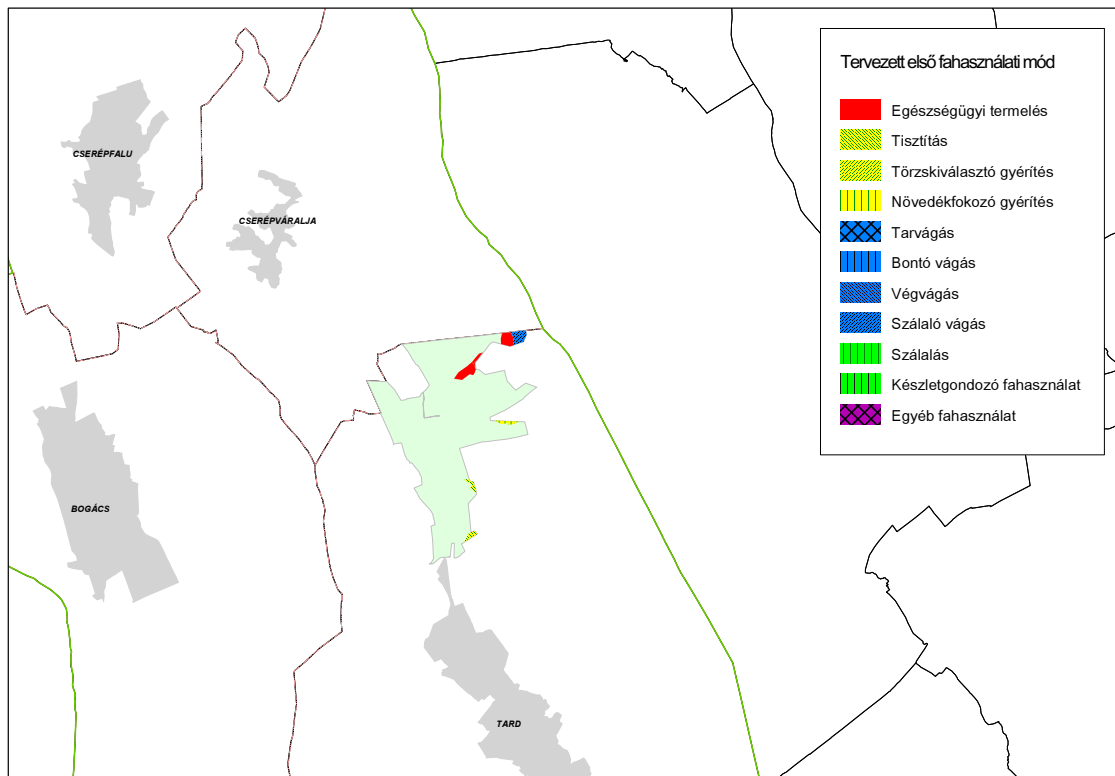 Tervezett első fahasználati mód
Egészségügyi termelés
Tisztítás
Törzskiválasztó gyérítés
Növedékfokozó gyérítés
Tarvágás
Bontó vágás
Végvágás
Szálaló vágás
Szálalás
Készletgondozó fahasználat
Egyéb fahasználat
CSERÉPFALU
CSERÉPVÁRALJA
BOGÁCS
TARD